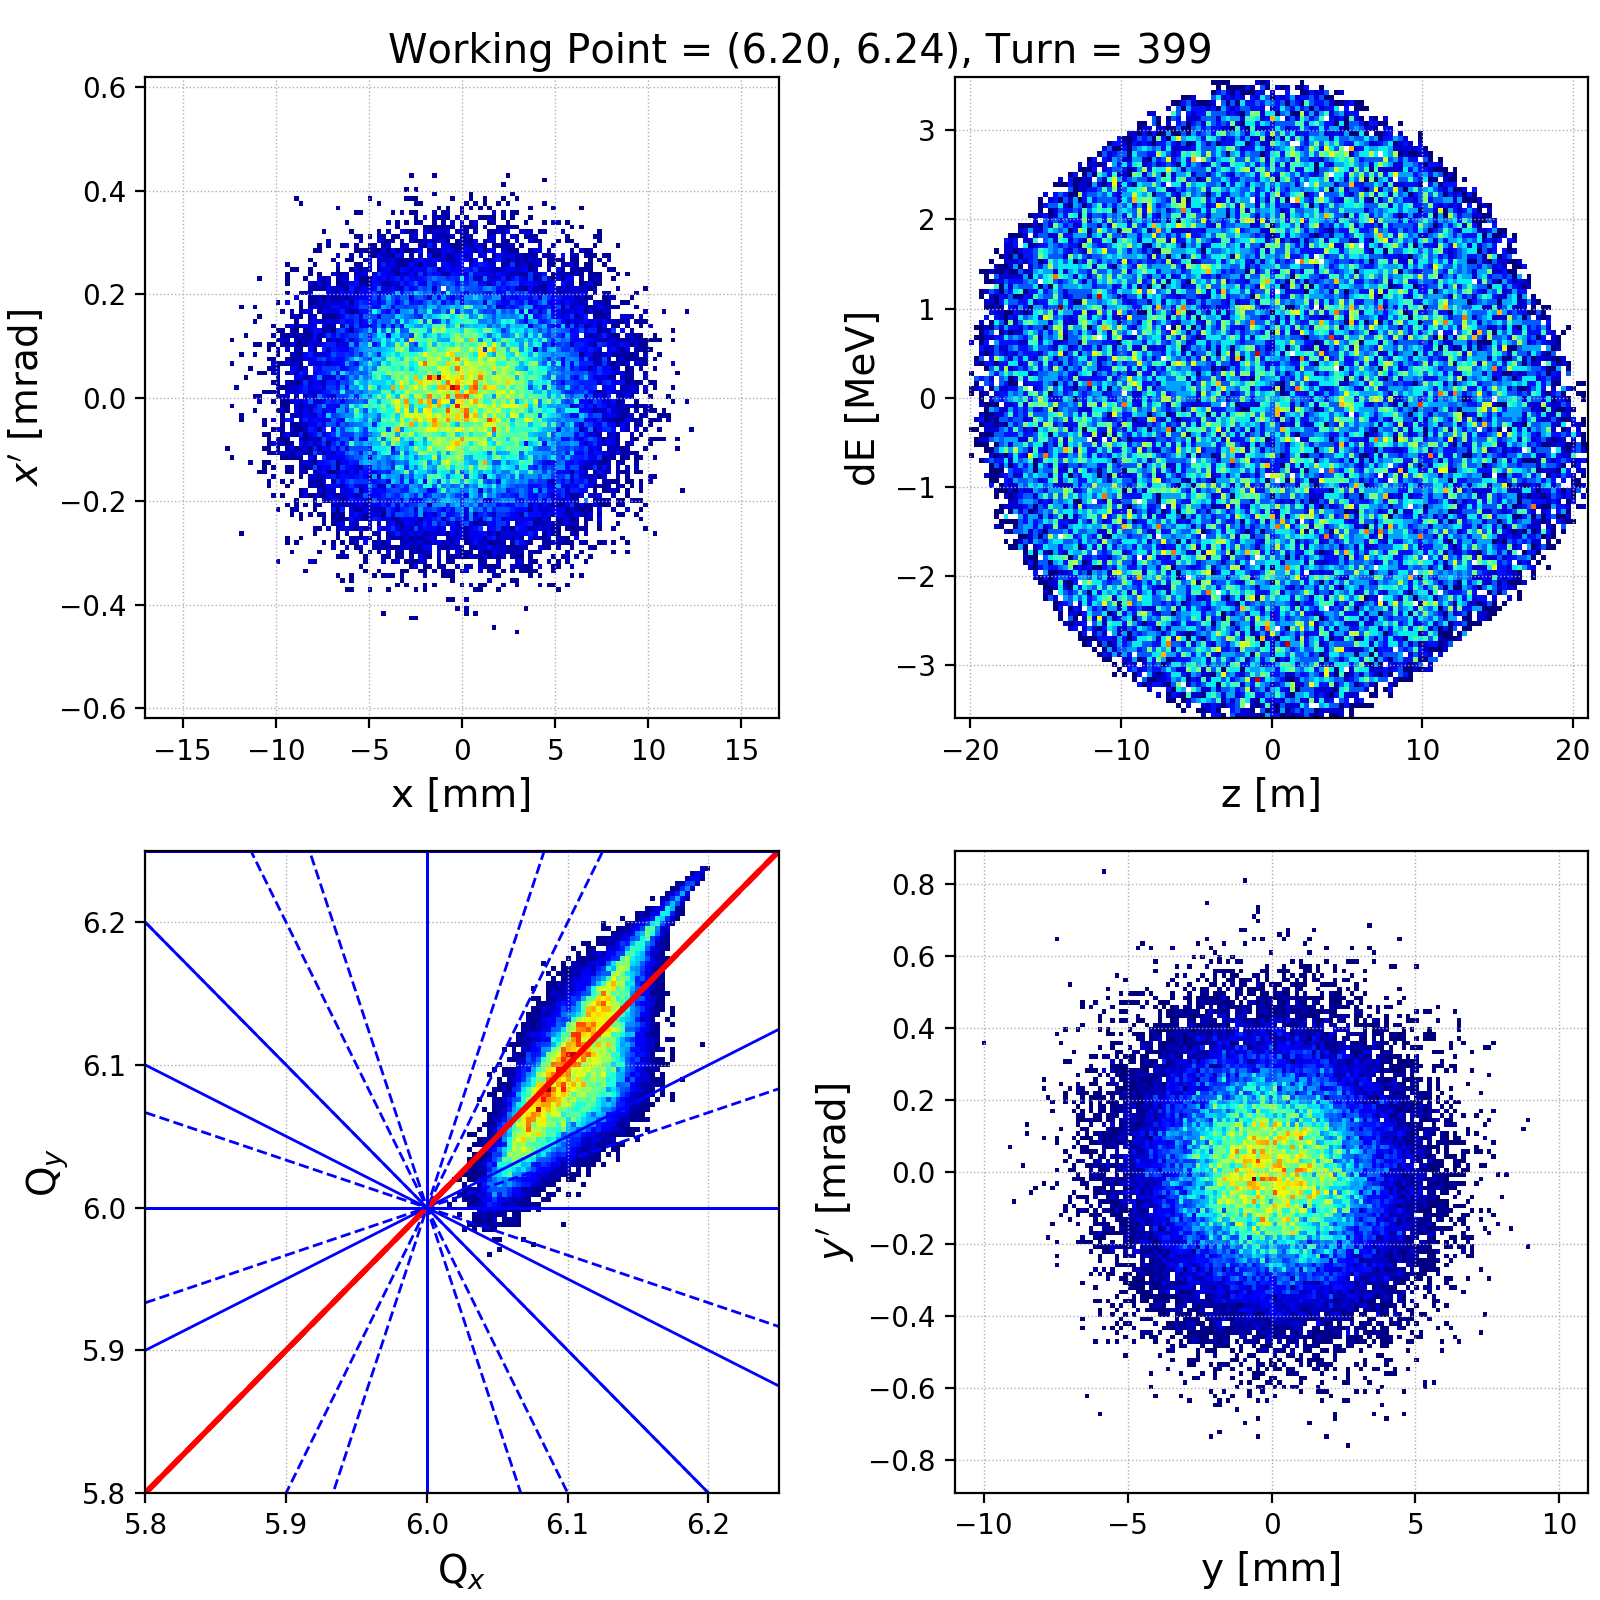 Working Point = (6.20, 6.24), Turn = 399
0.6
0.4
0.2
0.0
−0.2
−0.4
−0.6
x′ [mrad]
−15 −10 −5 0 5 10 15
x [mm]
3
2
1
0
−1
−2
−3
dE [MeV]
−20 −10 0 10 20
z [m]
6.2
6.1
6.0
5.9
5.8
Qy
5.8 5.9 6.0 6.1 6.2
Qx
0.8
0.6
0.4
0.2
0.0
−0.2
−0.4
−0.6
−0.8
y′ [mrad]
−10 −5 0 5 10
y [mm]